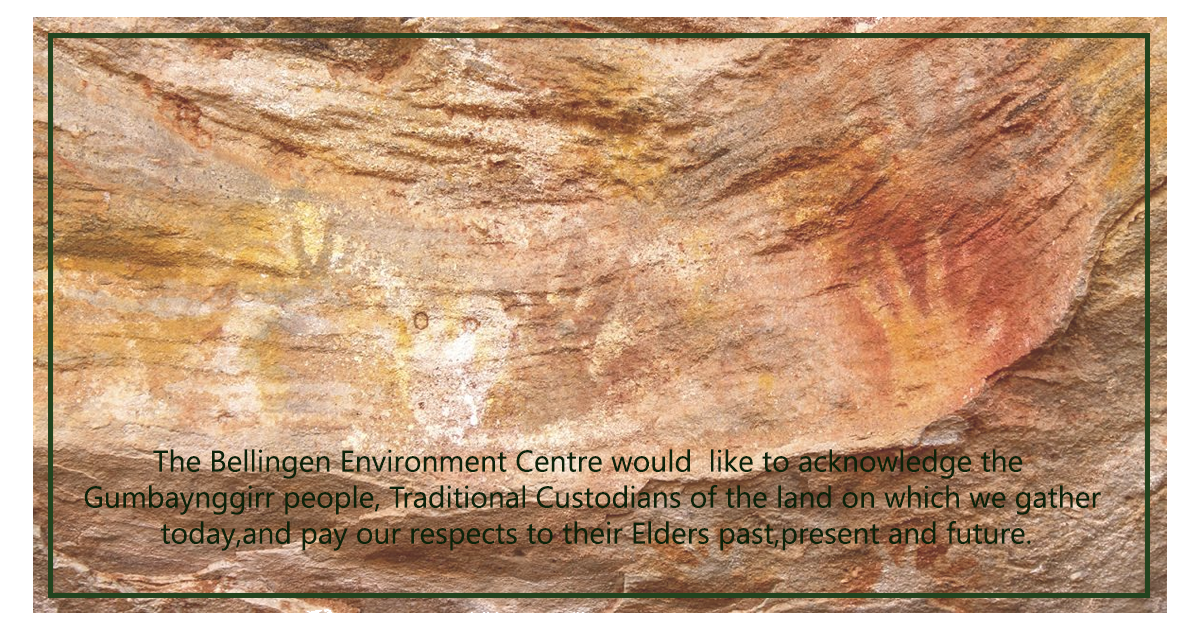 The Bellingen Environment Centre would  like to acknowledge the
Gumbaynggirr people, Traditional Custodians of the land on which we gather
today,and pay our respects to their Elders past,present and future.